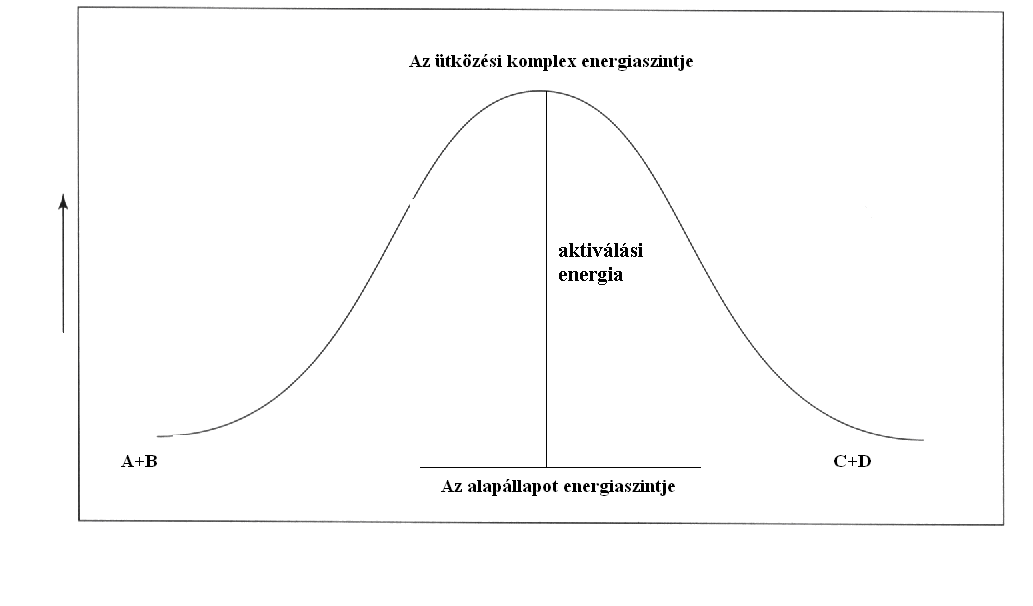 Az ütközési komplex energiaszintje
aktiválási
energia
A+B
C+D
Az alapállapot energiaszintje